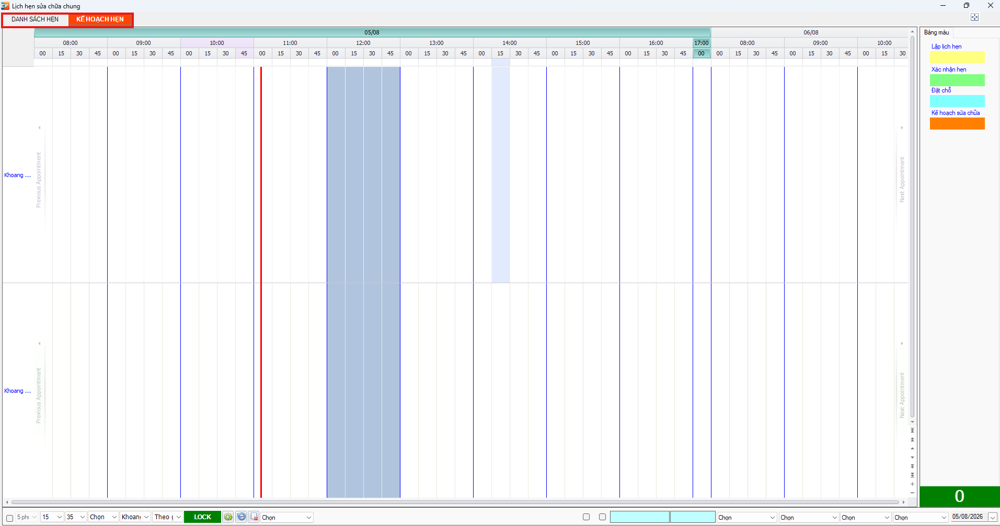 Lịch hẹn sửa chữa chung
DANH SÁCH HẸN KẾ HOẠCH HẸN
05/08 06/08
08:00 09:00 10:00 11:00 12:00 13:00 14:00 15:00 16:00 17:00 08:00 09:00 10:00
00 15 30 45 00 15 30 45 00 15 30 45 00 15 30 45 00 15 30 45 00 15 30 45 00 15 30 45 00 15 30 45 00 15 30 45 00 00 15 30 45 00 15 30 45 00 15 30
Khoang ...
Previous Appointment
Next Appointment
Khoang ...
Previous Appointment
Next Appointment
Bảng màu
Lập lịch hẹn
Xác nhận hẹn
Đặt chỗ
Kế hoạch sửa chữa
0
5 phi 15 35 Chọn Khoang Theo g LOCK Chọn Chọn Chọn Chọn Chọn 05/08/2026